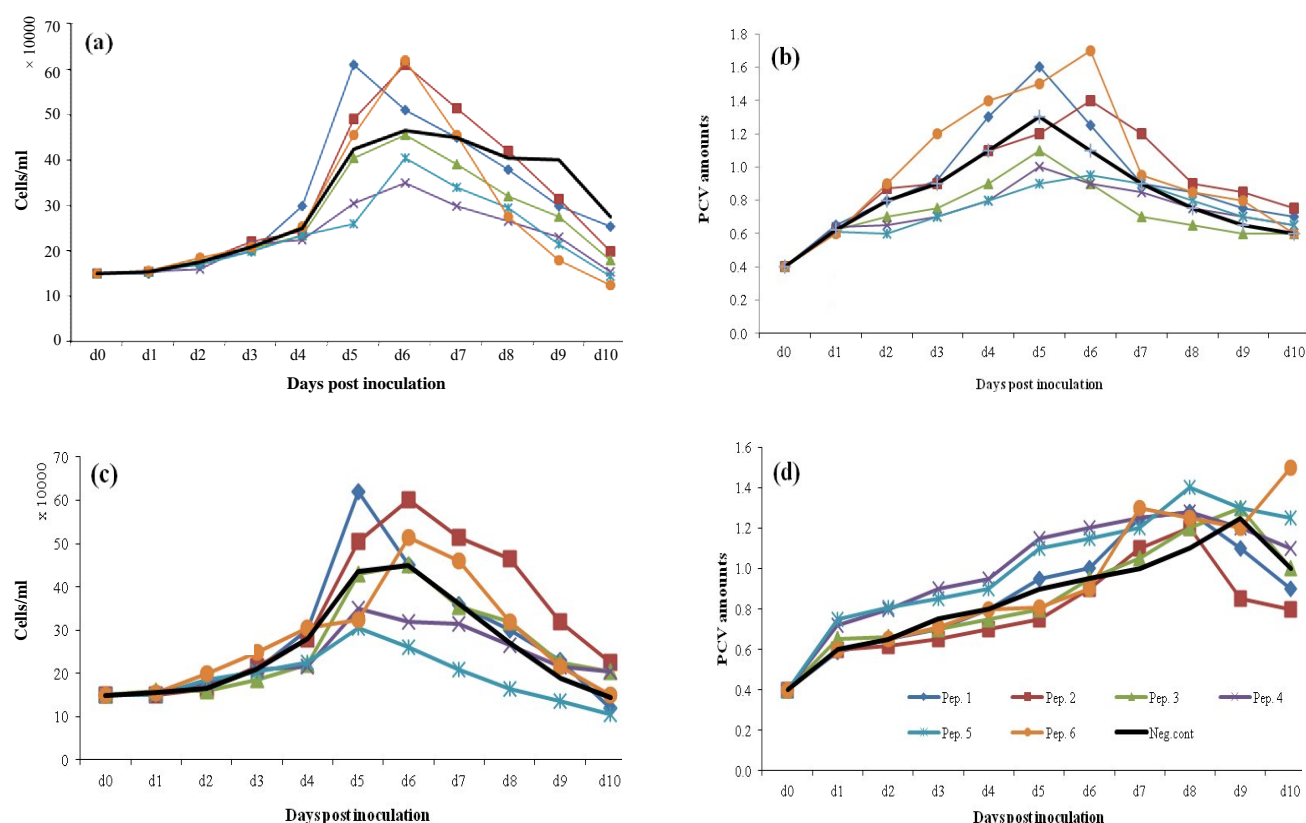 (a)
× 10000
Cells/ml
70
60
50
40
30
20
10
0
d0 d1 d2 d3 d4 d5 d6 d7 d8 d9 d10
Days post inoculation
(b)
PCV amounts
1.8
1.6
1.4
1.2
1.0
0.8
0.6
0.4
0.2
0.0
d0 d1 d2 d3 d4 d5 d6 d7 d8 d9 d10
Days post inoculation
(c)
x 10000
Cells/ml
70
60
50
40
30
20
10
0
d0 d1 d2 d3 d4 d5 d6 d7 d8 d9 d10
Days post inoculation
(d)
PCV amounts
1.6
1.4
1.2
1.0
0.8
0.6
0.4
0.2
0.0
Pep. 1 Pep. 2 Pep. 3 Pep. 4
Pep. 5 Pep. 6 Neg.cont
d0 d1 d2 d3 d4 d5 d6 d7 d8 d9 d10
Days post inoculation